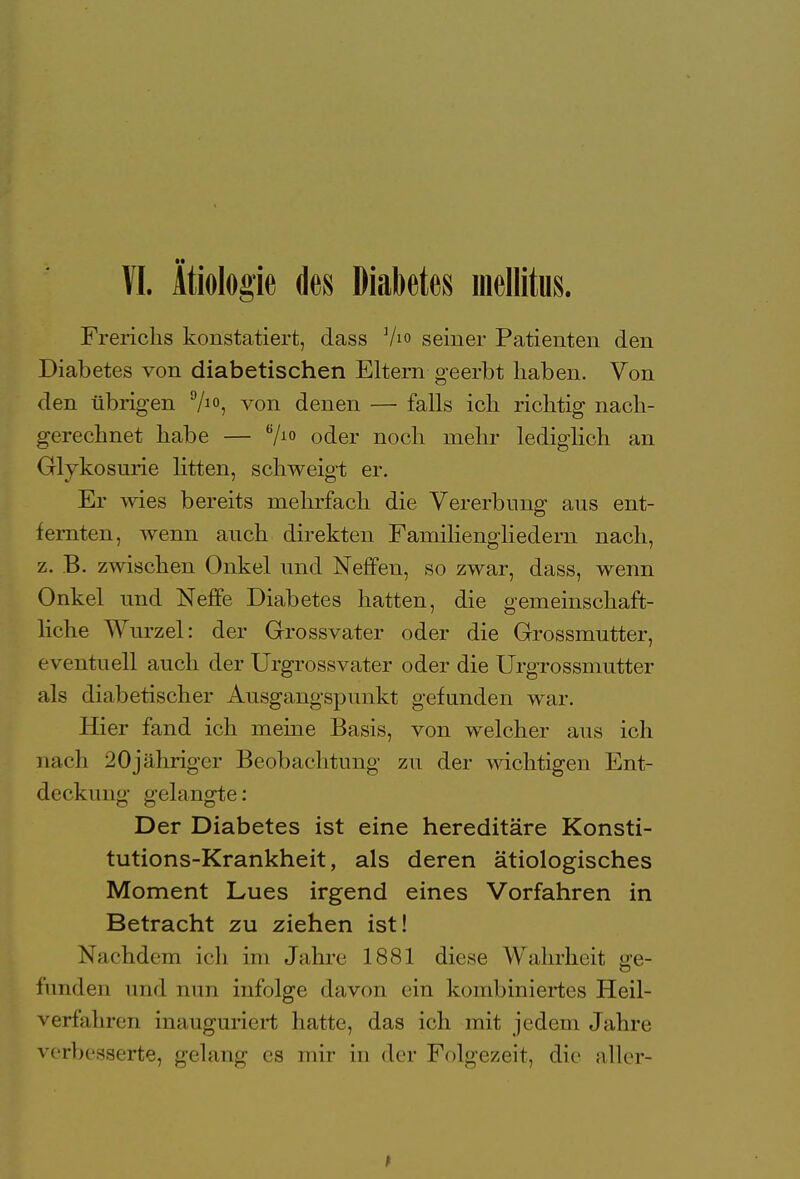 VI. Ätiologie des Diabetes mellitus.
Frerichs konstatiert, dass 1/10 seiner Patienten den
Diabetes von diabetischen Eltern geerbt haben. Von
den übrigen 9/10, von denen — falls ich richtig nach-
gerechnet habe — 6/10 oder noch mehr lediglich an
Glykosurie litten, schweigt er.
Er wies bereits mehrfach die Vererbung aus ent-
fernten, wenn auch direkten Familiengliedern nach,
z. B. zwischen Onkel und Neffen, so zwar, dass, wenn
Onkel und Neffe Diabetes hatten, die gemeinschaft-
liche Wurzel: der Grossvater oder die Grossmutter,
eventuell auch der Urgrossvater oder die Urgrossmutter
als diabetischer Ausgangspunkt gefunden war.
Hier fand ich meine Basis, von welcher aus ich
nach 20jähriger Beobachtung zu der wichtigen Ent-
deckung gelangte:
Der Diabetes ist eine hereditäre Konsti-
tutions-Krankheit, als deren ätiologisches
Moment Lues irgend eines Vorfahren in
Betracht zu ziehen ist!
Nachdem ich im Jahre 1881 diese Wahrheit ge-
funden und nun infolge davon ein kombiniertes Heil-
verfahren inauguriert hatte, das ich mit jedem Jahre
verbesserte, gelang es mir in der Folgezeit, die aller-